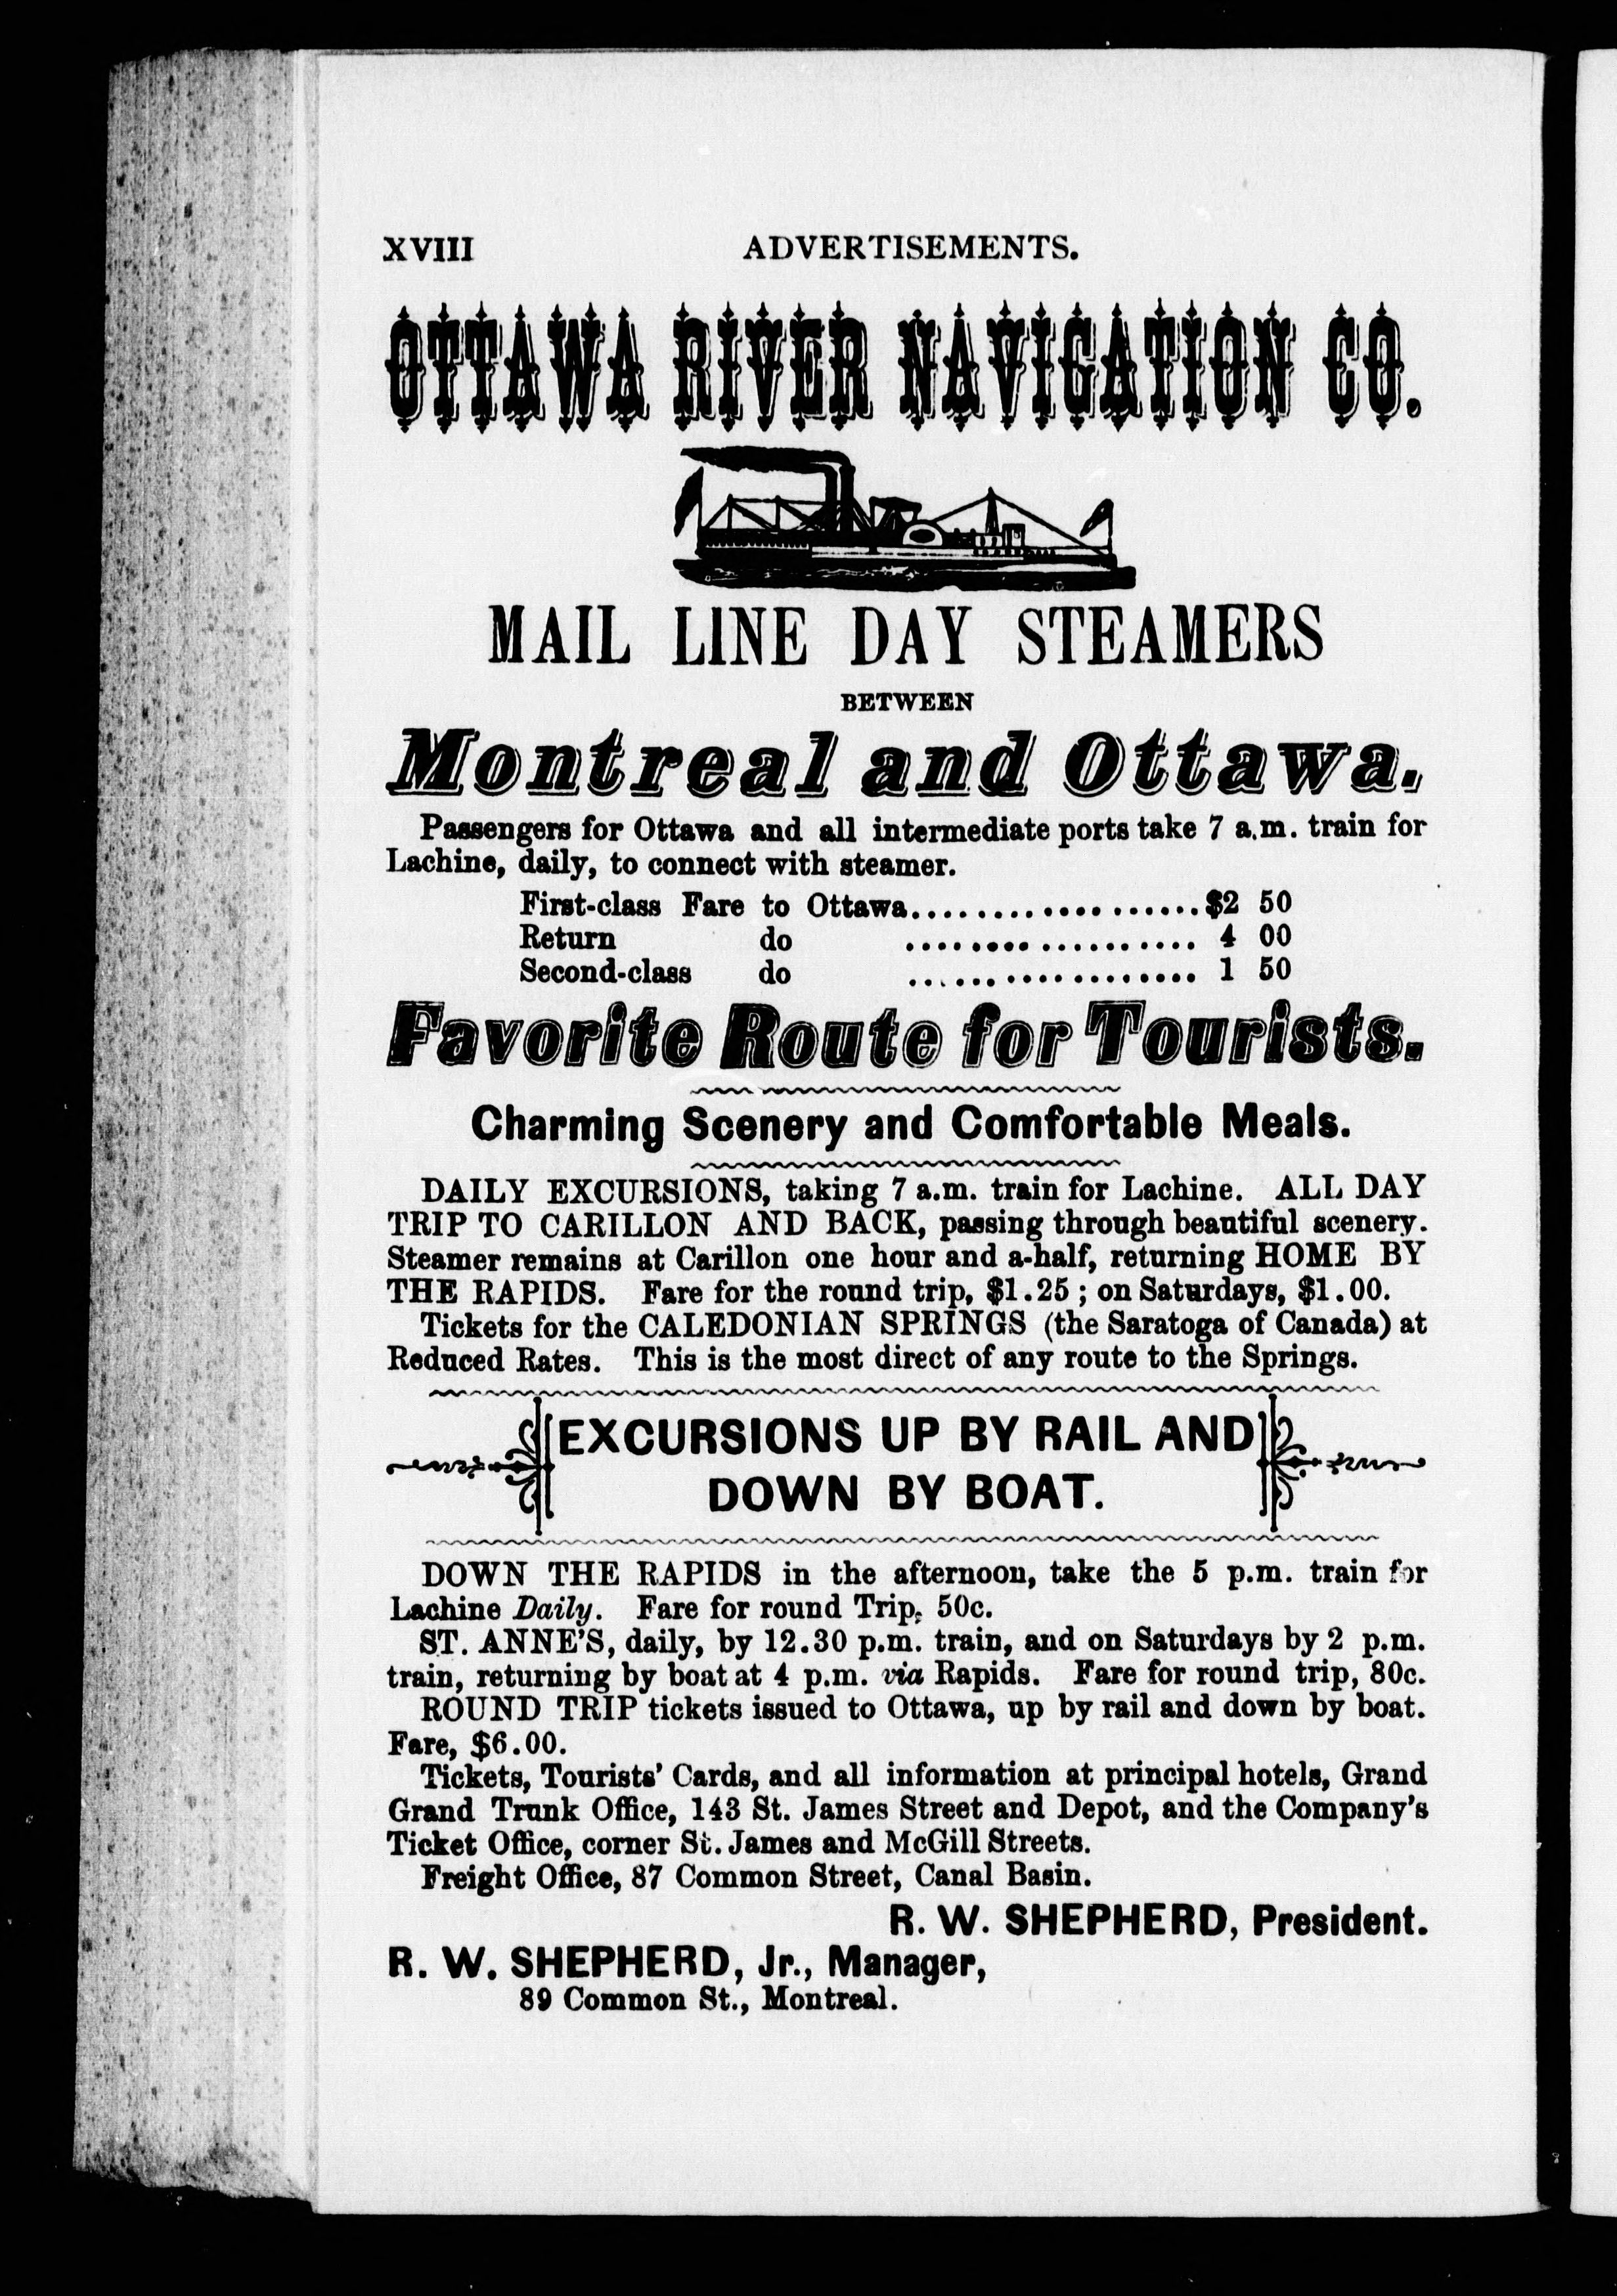 XVIII ADVERTISEMENTS.
OTTAWA RIVER NAVIGATION CO.
MAIL LINE DAY STEAMERS
BETWEEN
Montreal and Ottawa.
Passengers for Ottawa and all intermediate ports take 7 a.m. train for
Lachine, daily, to connect with steamer.
First-class Fare to Ottawa.......................$2 50
Return do ....................... 4 00
Second-class do ....................... 1 50
Favorite Route for Tourists.
Charming Scenery and Comfortable Meals.
DAILY EXCURSIONS, taking 7 a.m. train for Lachine. ALL DAY
TRIP TO CARILLON AND BACK, passing through beautiful scenery.
Steamer remains at Carillon one hour and a-half, returning HOME BY
THE RAPIDS. Fare for the round trip, $1.25 ; on Saturdays, $1.00.
Tickets for the CALEDONIAN SPRINGS (the Saratoga of Canada) at
Reduced Rates. This is the most direct of any route to the Springs.
EXCURSIONS UP BY RAIL AND
DOWN BY BOAT.
DOWN THE RAPIDS in the afternoon, take the 5 p.m. train for
Lachine Daily. Fare for round Trip, 50c.
ST. ANNE'S, daily, by 12.30 p.m. train, and on Saturdays by 2 p.m.
train, returning by boat at 4 p.m. via Rapids. Fare for round trip, 80c.
ROUND TRIP tickets issued to Ottawa, up by rail and down by boat.
Fare, $6.00.
Tickets, Tourists' Cards, and all information at principal hotels, Grand
Grand Trunk Office, 143 St. James Street and Depot, and the Company's
Ticket Office, corner St. James and McGill Streets.
Freight Office, 87 Common Street, Canal Basin.
R. W. SHEPHERD, President.
R. W. SHEPHERD, Jr., Manager,
89 Common St., Montreal.